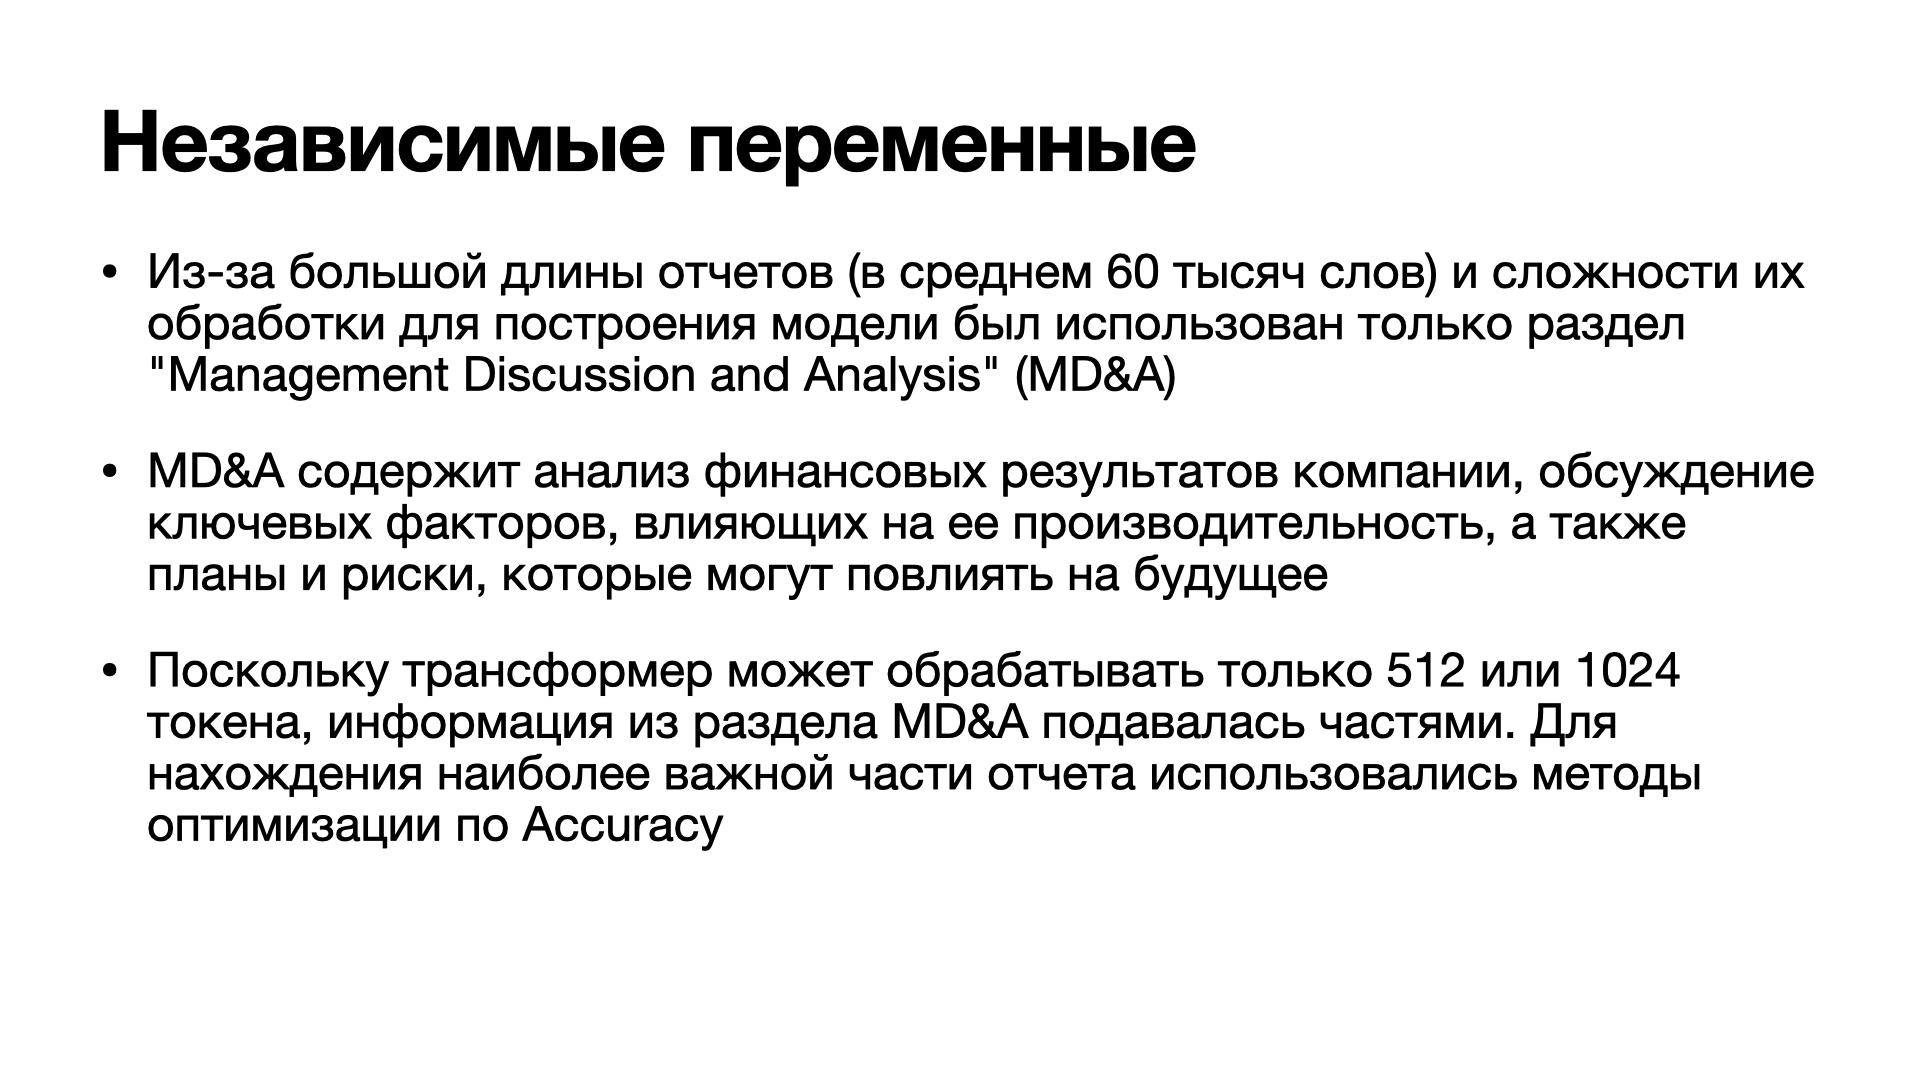 Независимые переменные
• Из-за большой длины отчетов (в среднем 60 тысяч слов) и сложности их
обработки для построения модели был использован только раздел
"Management Discussion and Analysis" (MD&A)
• MD&A содержит анализ финансовых результатов компании, обсуждение
ключевых факторов, влияющих на ее производительность, а также
планы и риски, которые могут повлиять на будущее
• Поскольку трансформер может обрабатывать только 512 или 1024
токена, информация из раздела MD&A подавалась частями. Для
нахождения наиболее важной части отчета использовались методы
оптимизации по Accuracy